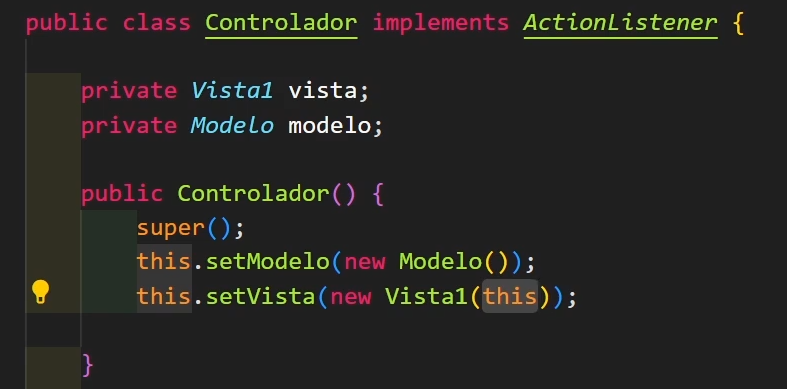 public class Controlador implements ActionListener {
private Vista1 vista;
private Modelo modelo;
public Controlador() {
super();
this.setModelo(new Modelo());
this.setVista(new Vista1(this));
}